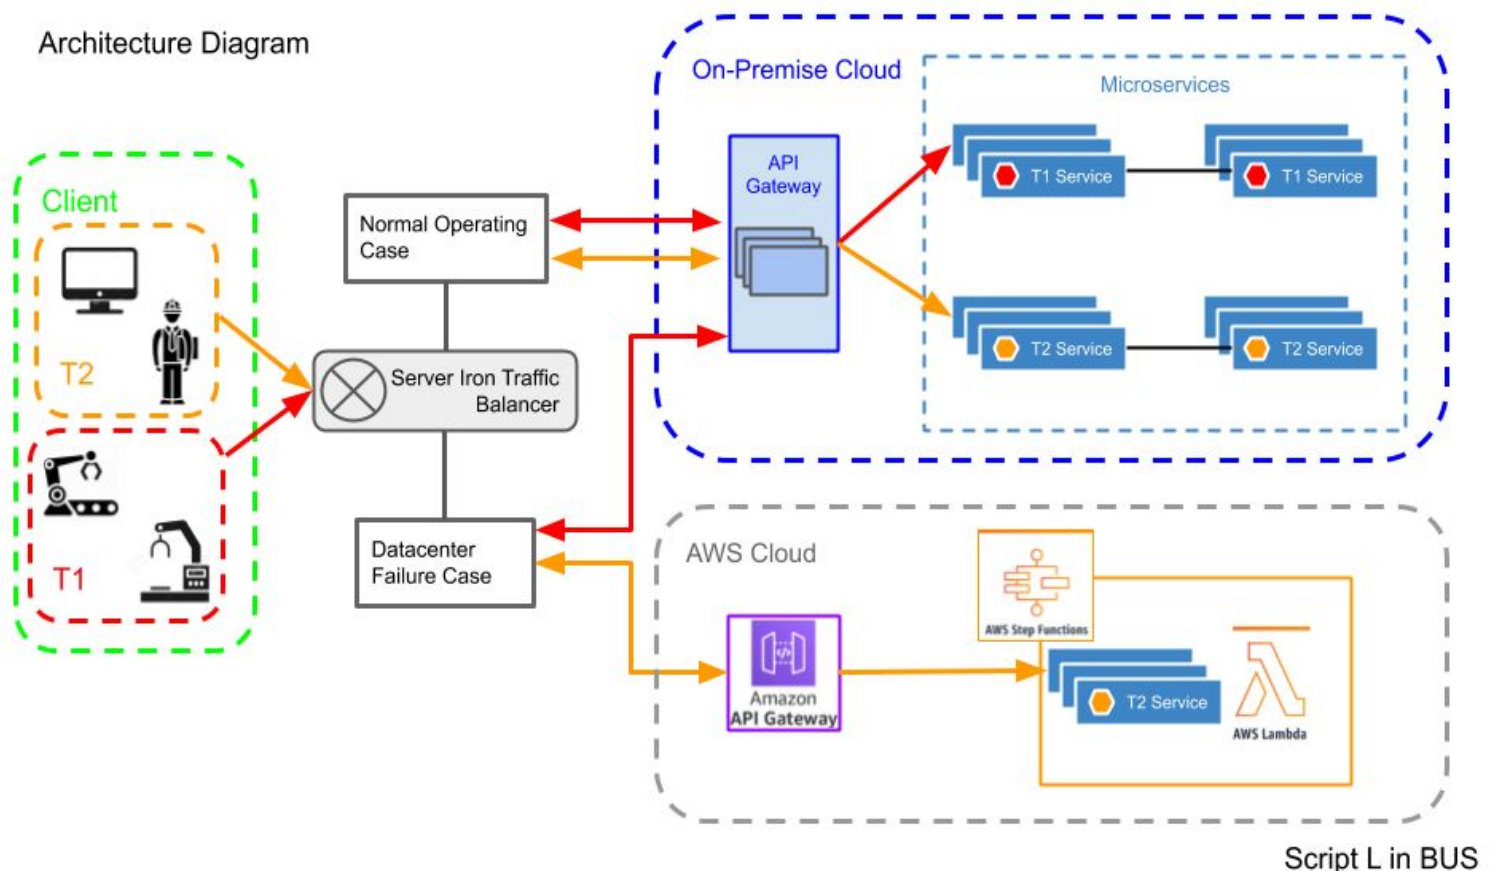 Architecture Diagram
Client
T2
T1
Normal Operating
Case
Server Iron Traffic
Balancer
Datacenter
Failure Case
On-Premise Cloud
API
Gateway
Microservices
T1 Service
T1 Service
T2 Service
T2 Service
AWS Cloud
Amazon
API Gateway
AWS Step Functions
T2 Service
AWS Lambda
Script L in BUS